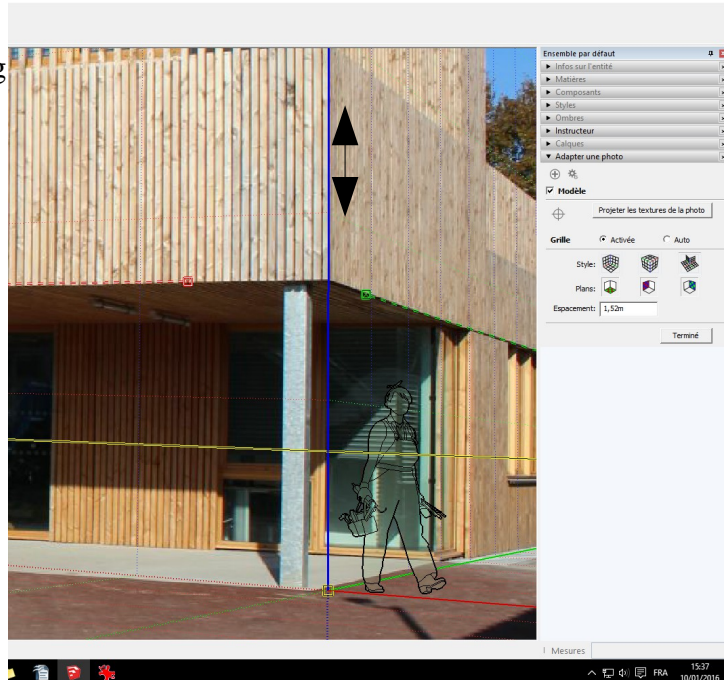 g
Ensemble par défaut
Infos sur l'entité
Matières
Composants
Styles
Ombres
Instructeur
Calques
Adapter une photo
Modèle
Projeter les textures de la photo
Grille Activée Auto
Style:
Plans:
Espacement: 1,52m
Terminé
Mesures
FRA
15:37
10/01/2016